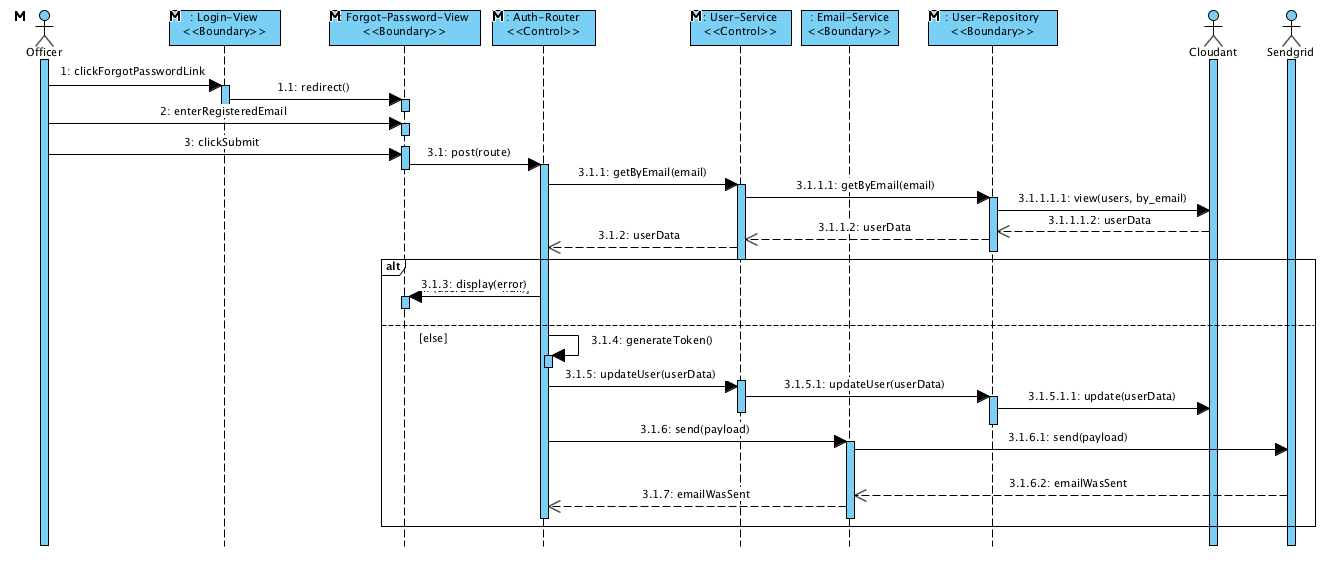 M
Officer
M : Login-View
<<Boundary>>
M : Forgot-Password-View
<<Boundary>>
M : Auth-Router
<<Control>>
M : User-Service
<<Control>>
: Email-Service
<<Boundary>>
M : User-Repository
<<Boundary>>
Cloudant
Sendgrid
1: clickForgotPasswordLink
1.1: redirect()
2: enterRegisteredEmail
3: clickSubmit
3.1: post(route)
3.1.1: getByEmail(email)
3.1.1.1: getByEmail(email)
3.1.1.1.1: view(users, by_email)
3.1.1.1.2: userData
3.1.1.2: userData
3.1.2: userData
alt
3.1.3: display(error)
[else]
3.1.4: generateToken()
3.1.5: updateUser(userData)
3.1.5.1: updateUser(userData)
3.1.5.1.1: update(userData)
3.1.6: send(payload)
3.1.6.1: send(payload)
3.1.6.2: emailWasSent
3.1.7: emailWasSent